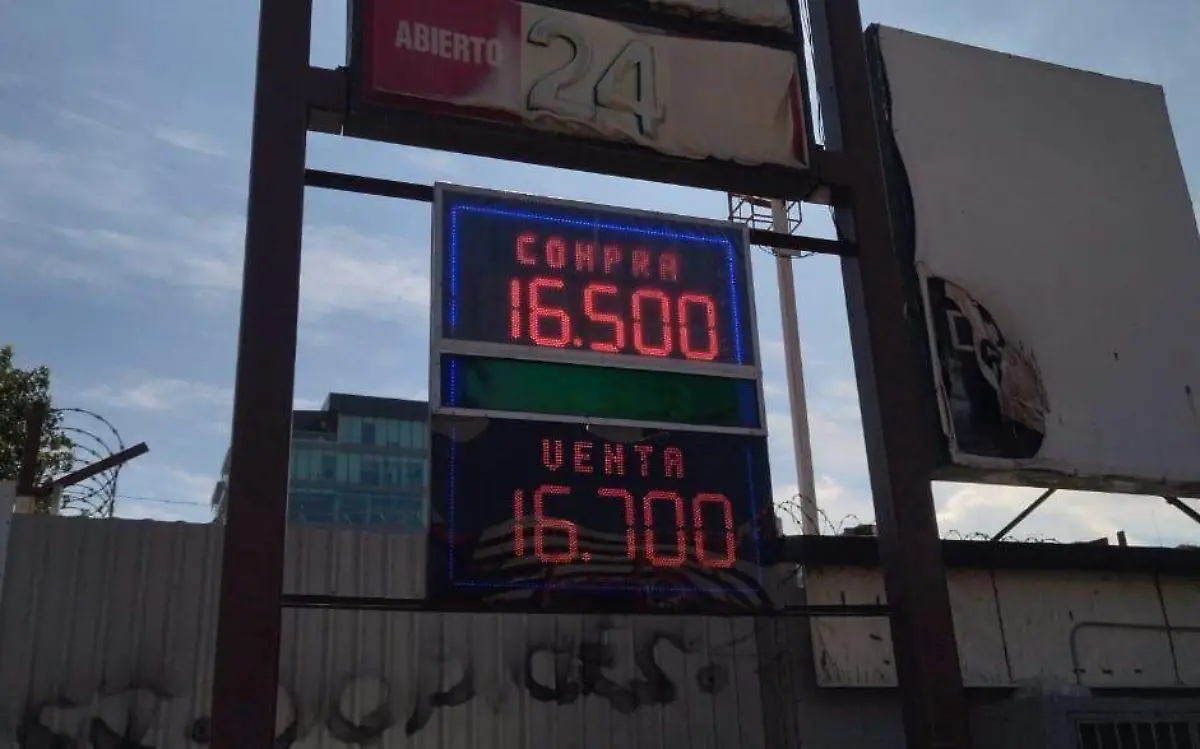 ABIERTO 24
COMPRA
16.500
VENTA
16.700